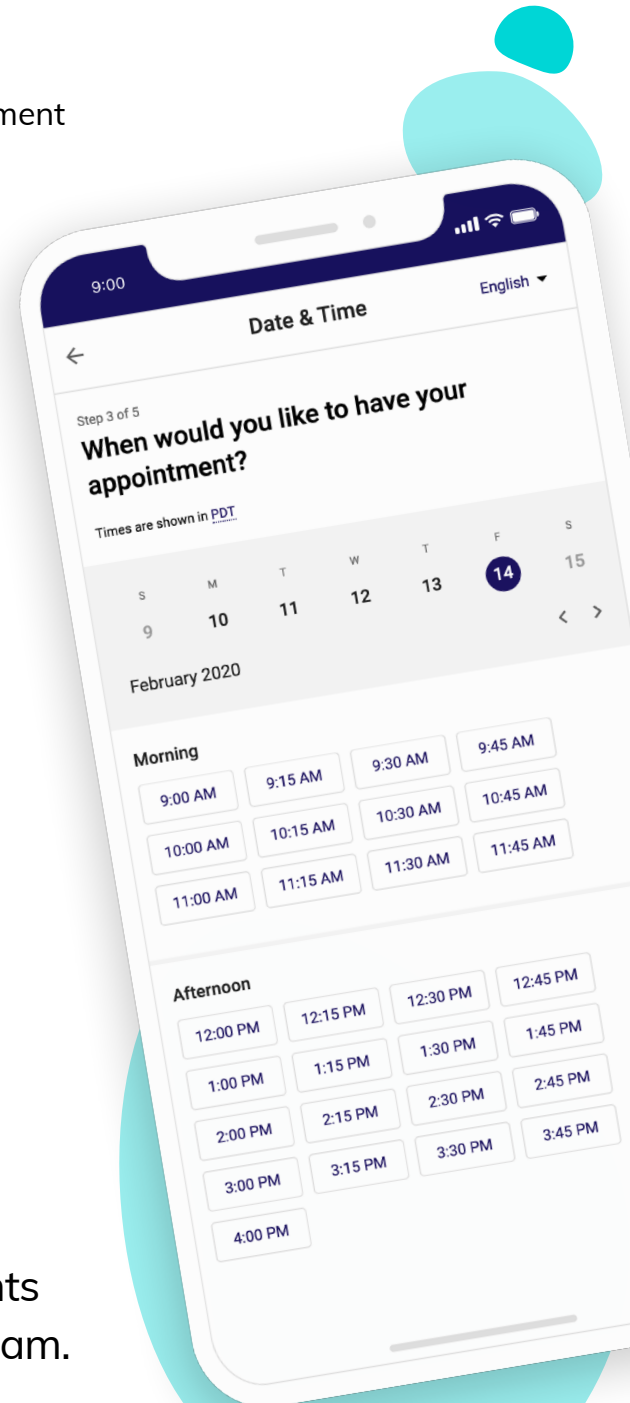 ment
9:00
Date & Time
English
Step 3 of 5
When would you like to have your
appointment?
Times are shown in PDT
S M T W T F S
9 10 11 12 13 14 15
February 2020
Morning
9:00 AM 9:15 AM 9:30 AM 9:45 AM
10:00 AM 10:15 AM 10:30 AM 10:45 AM
11:00 AM 11:15 AM 11:30 AM 11:45 AM
Afternoon
12:00 PM 12:15 PM 12:30 PM 12:45 PM
1:00 PM 1:15 PM 1:30 PM 1:45 PM
2:00 PM 2:15 PM 2:30 PM 2:45 PM
3:00 PM 3:15 PM 3:30 PM 3:45 PM
4:00 PM
nts
am.